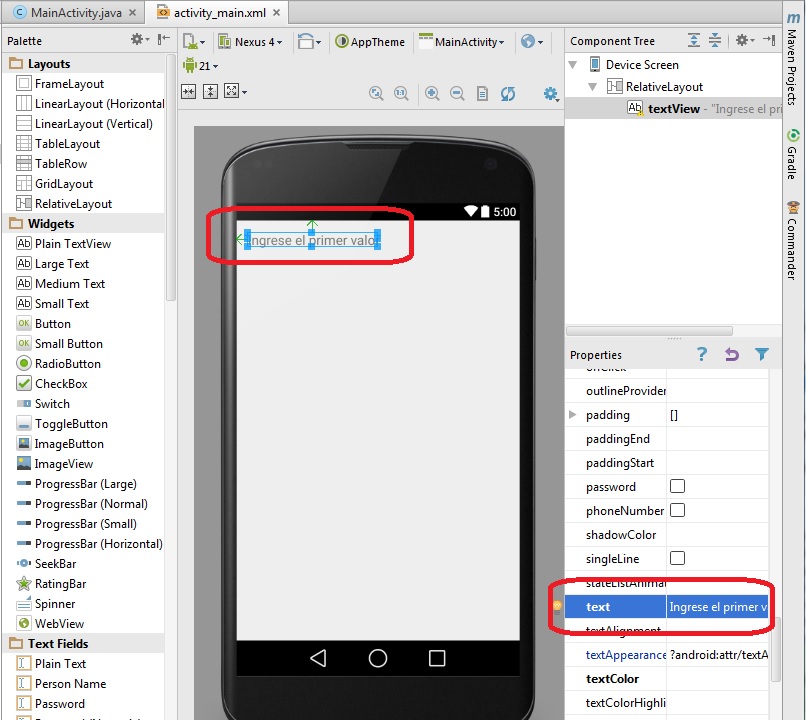 MainActivity.java
activity_main.xml
Palette
Layouts
FrameLayout
LinearLayout (Horizontal
LinearLayout (Vertical)
TableLayout
TableRow
GridLayout
RelativeLayout
Widgets
Plain TextView
Large Text
Medium Text
Small Text
Button
Small Button
RadioButton
CheckBox
Switch
ToggleButton
ImageButton
ImageView
ProgressBar (Large)
ProgressBar (Normal)
ProgressBar (Small)
ProgressBar (Horizontal)
SeekBar
RatingBar
Spinner
WebView
Text Fields
Plain Text
Person Name
Password
Nexus 4
AppTheme
MainActivity
21
5:00
Ingrese el primer valo
Component Tree
Device Screen
RelativeLayout
textView - "Ingrese el pri
Properties
onClick
outlineProvider
padding []
paddingEnd
paddingStart
password
phoneNumber
shadowColor
singleLine
stateListAnimat
text Ingrese el primer v
textAlignment
textAppearance ?android:attr/textA
textColor
textColorHighli
Maven Projects
Gradle
Commander